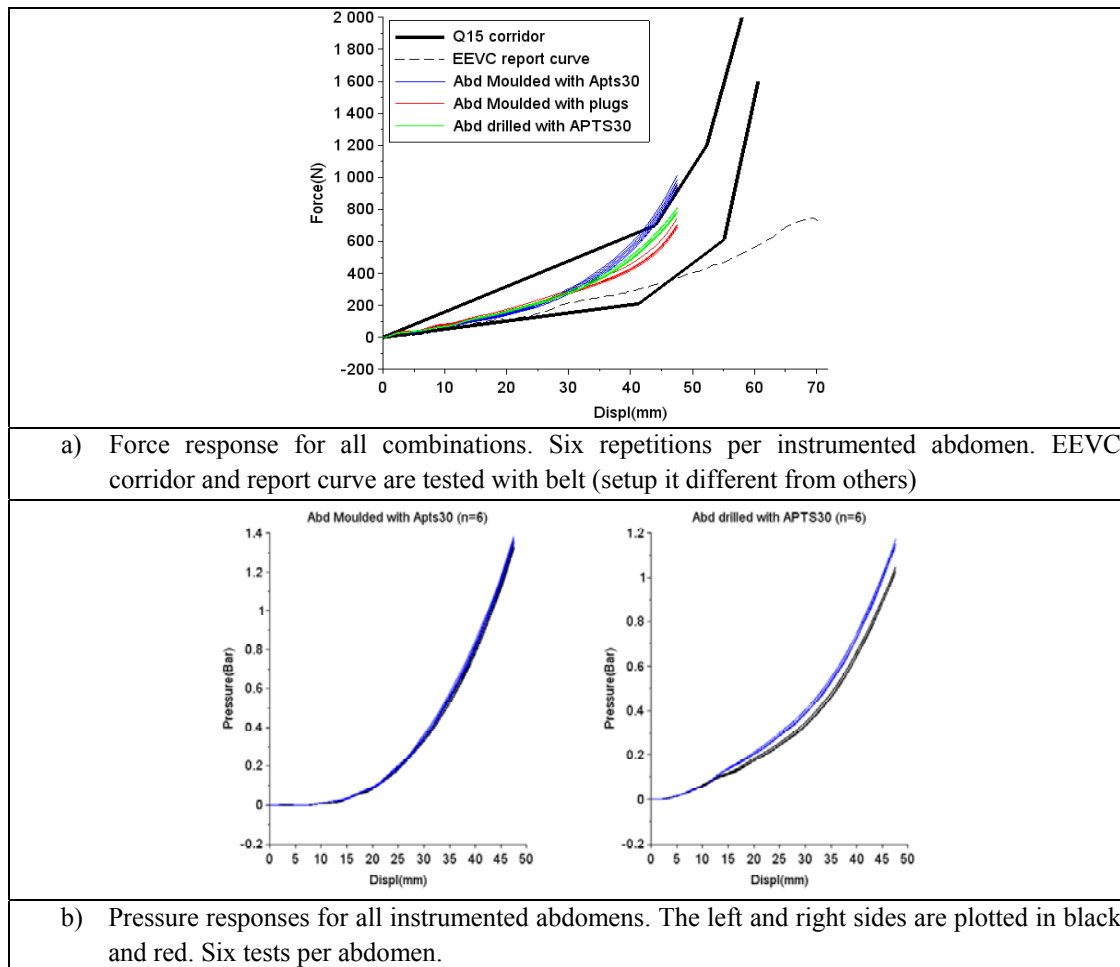 2 000
1 800
1 600
1 400
1 200
1 000
800
600
400
200
0
-200
Force(N)
Q15 corridor
EEVC report curve
Abd Moulded with Apts30
Abd Moulded with plugs
Abd drilled with APTS30
0 10 20 30 40 50 60 70
Displ(mm)
a) Force response for all combinations. Six repetitions per instrumented abdomen. EEVC
corridor and report curve are tested with belt (setup it different from others)
Abd Moulded with Apts30 (n=6)
1.4
1.2
1
0.8
0.6
0.4
0.2
0
-0.2
Pressure(Bar)
0 5 10 15 20 25 30 35 40 45 50
Displ(mm)
Abd drilled with APTS30 (n=6)
1.2
1
0.8
0.6
0.4
0.2
0
-0.2
Pressure(Bar)
0 5 10 15 20 25 30 35 40 45 50
Displ(mm)
b) Pressure responses for all instrumented abdomens. The left and right sides are plotted in black
and red. Six tests per abdomen.